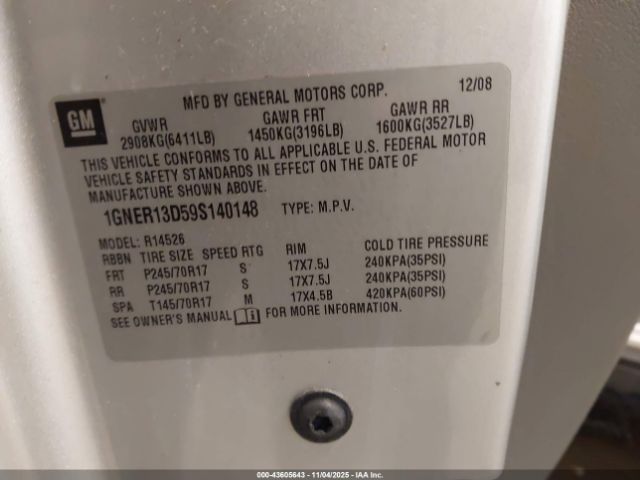 MFD BY GENERAL MOTORS CORP. 12/08
GM
GVWR GAWR FRT GAWR RR
2908KG(6411LB) 1450KG(3196LB) 1600KG(3527LB)
THIS VEHICLE CONFORMS TO ALL APPLICABLE U.S. FEDERAL MOTOR
VEHICLE SAFETY STANDARDS IN EFFECT ON THE DATE OF
MANUFACTURE SHOWN ABOVE.
1GNER13D59S140148 TYPE: M.P.V.
MODEL: R14526
RBBN TIRE SIZE SPEED RTG RIM COLD TIRE PRESSURE
FRT P245/70R17 S 17X7.5J 240KPA(35PSI)
RR P245/70R17 S 17X7.5J 240KPA(35PSI)
SPA T145/70R17 M 17X4.5B 420KPA(60PSI)
SEE OWNER'S MANUAL FOR MORE INFORMATION.
000-43605643 - 11/04/2025 - IAA Inc.